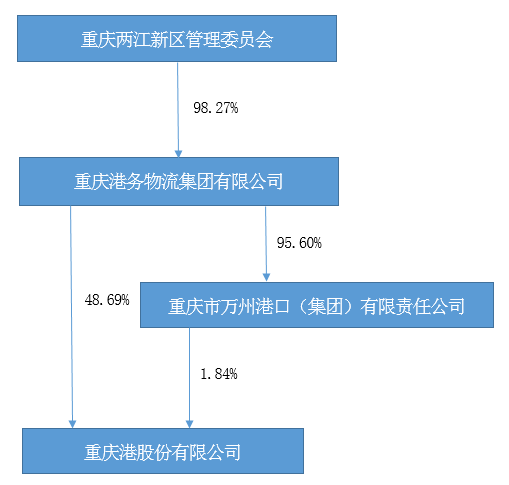 重庆两江新区管理委员会
98.27%
重庆港务物流集团有限公司
95.60%
48.69%
重庆市万州港口（集团）有限责任公司
1.84%
重庆港股份有限公司